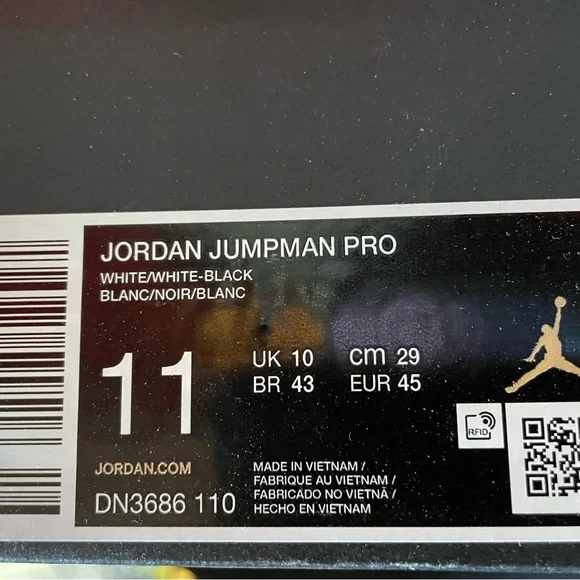 JORDAN JUMPMAN PRO
WHITE/WHITE-BLACK
BLANC/NOIR/BLANC
11
UK 10 cm 29
BR 43 EUR 45
RFID
JORDAN.COM
DN3686 110
MADE IN VIETNAM /
FABRIQUE AU VIETNAM /
FABRICADO NO VIETNÃ /
HECHO EN VIETNAM